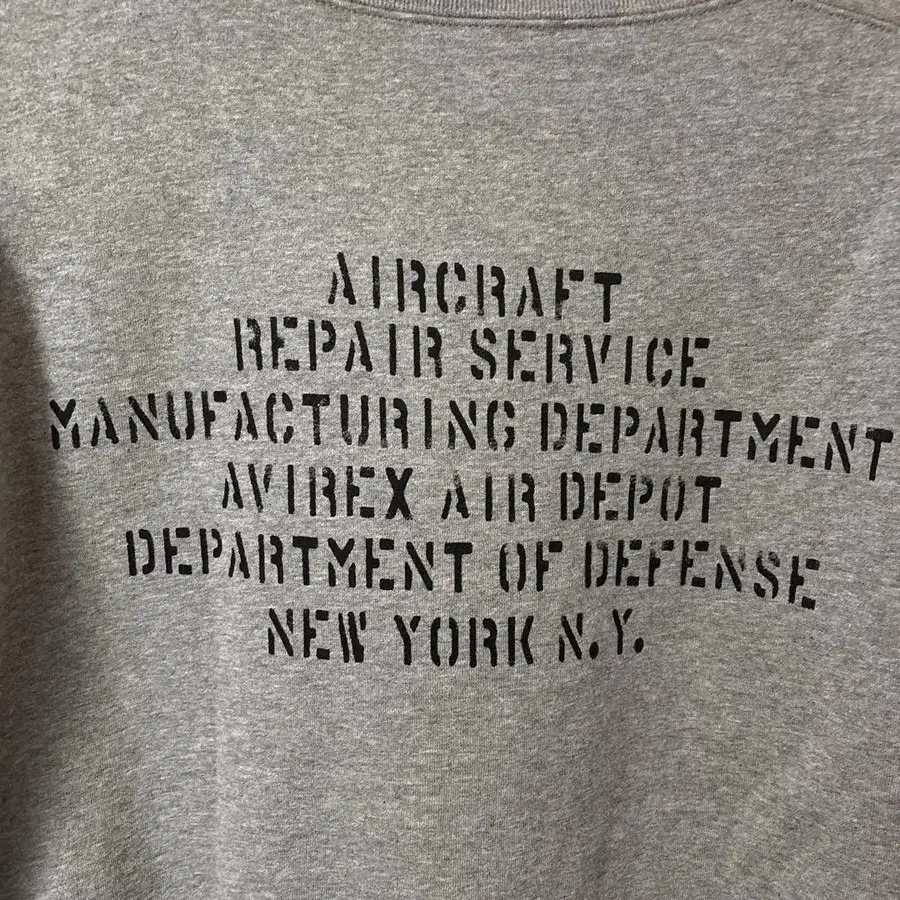 AIRCRAFT
REPAIR SERVICE
MANUFACTURING DEPARTMENT
AVIREX AIR DEPOT
DEPARTMENT OF DEFENSE
NEW YORK N.Y.